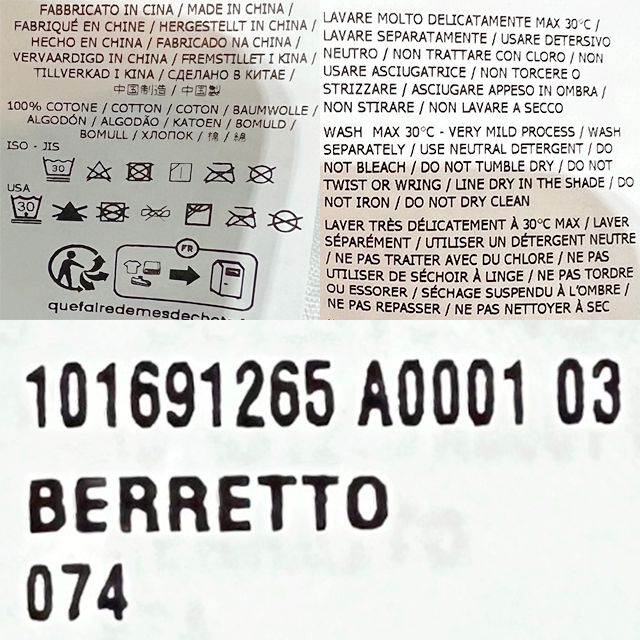 FABBRICATO IN CINA / MADE IN CHINA /
FABRIQUÉ EN CHINE / HERGESTELLT IN CHINA /
HECHO EN CHINA / FABRICADO NA CHINA /
VERVAARDIGD IN CHINA / FREMSTILLET I KINA /
TILLVERKAD I KINA / СДЕЛАНО В КИТАЕ /
中国制造 / 中国製
100% COTONE / COTTON / COTON / BAUMWOLLE /
ALGODÓN / ALGODÃO / KATOEN / BOMULD /
BOMULL / ХЛОПОК / 棉 / 綿
ISO - JIS
30
USA
30
FR
quefairedemesdechets.
LAVARE MOLTO DELICATAMENTE MAX 30°C /
LAVARE SEPARATAMENTE / USARE DETERSIVO
NEUTRO / NON TRATTARE CON CLORO / NON
USARE ASCIUGATRICE / NON TORCERE O
STRIZZARE / ASCIUGARE APPESO IN OMBRA /
NON STIRARE / NON LAVARE A SECCO
WASH MAX 30°C - VERY MILD PROCESS / WASH
SEPARATELY / USE NEUTRAL DETERGENT / DO
NOT BLEACH / DO NOT TUMBLE DRY / DO NOT
TWIST OR WRING / LINE DRY IN THE SHADE / DO
NOT IRON / DO NOT DRY CLEAN
LAVER TRÈS DÉLICATEMENT À 30°C MAX / LAVER
SÉPARÉMENT / UTILISER UN DÉTERGENT NEUTRE
/ NE PAS TRAITER AVEC DU CHLORE / NE PAS
UTILISER DE SÉCHOIR À LINGE / NE PAS TORDRE
OU ESSORER / SÉCHAGE SUSPENDU À L'OMBRE /
NE PAS REPASSER / NE PAS NETTOYER À SEC
101691265 A0001 03
BERRETTO
074